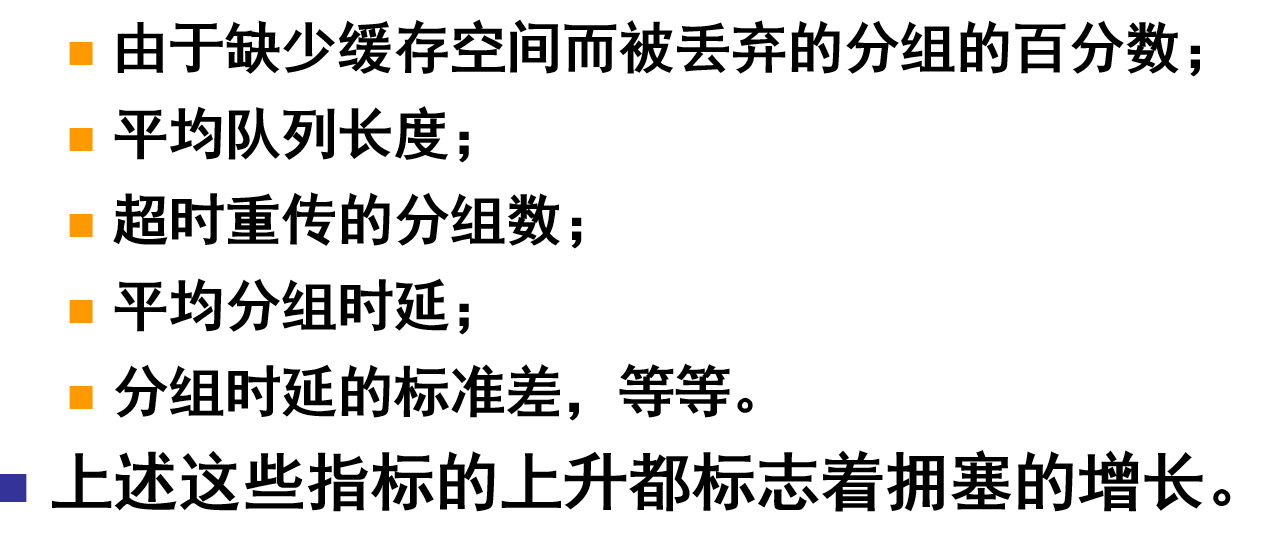 由于缺少缓存空间而被丢弃的分组的百分数；
平均队列长度；
超时重传的分组数；
平均分组时延；
分组时延的标准差，等等。
上述这些指标的上升都标志着拥塞的增长。